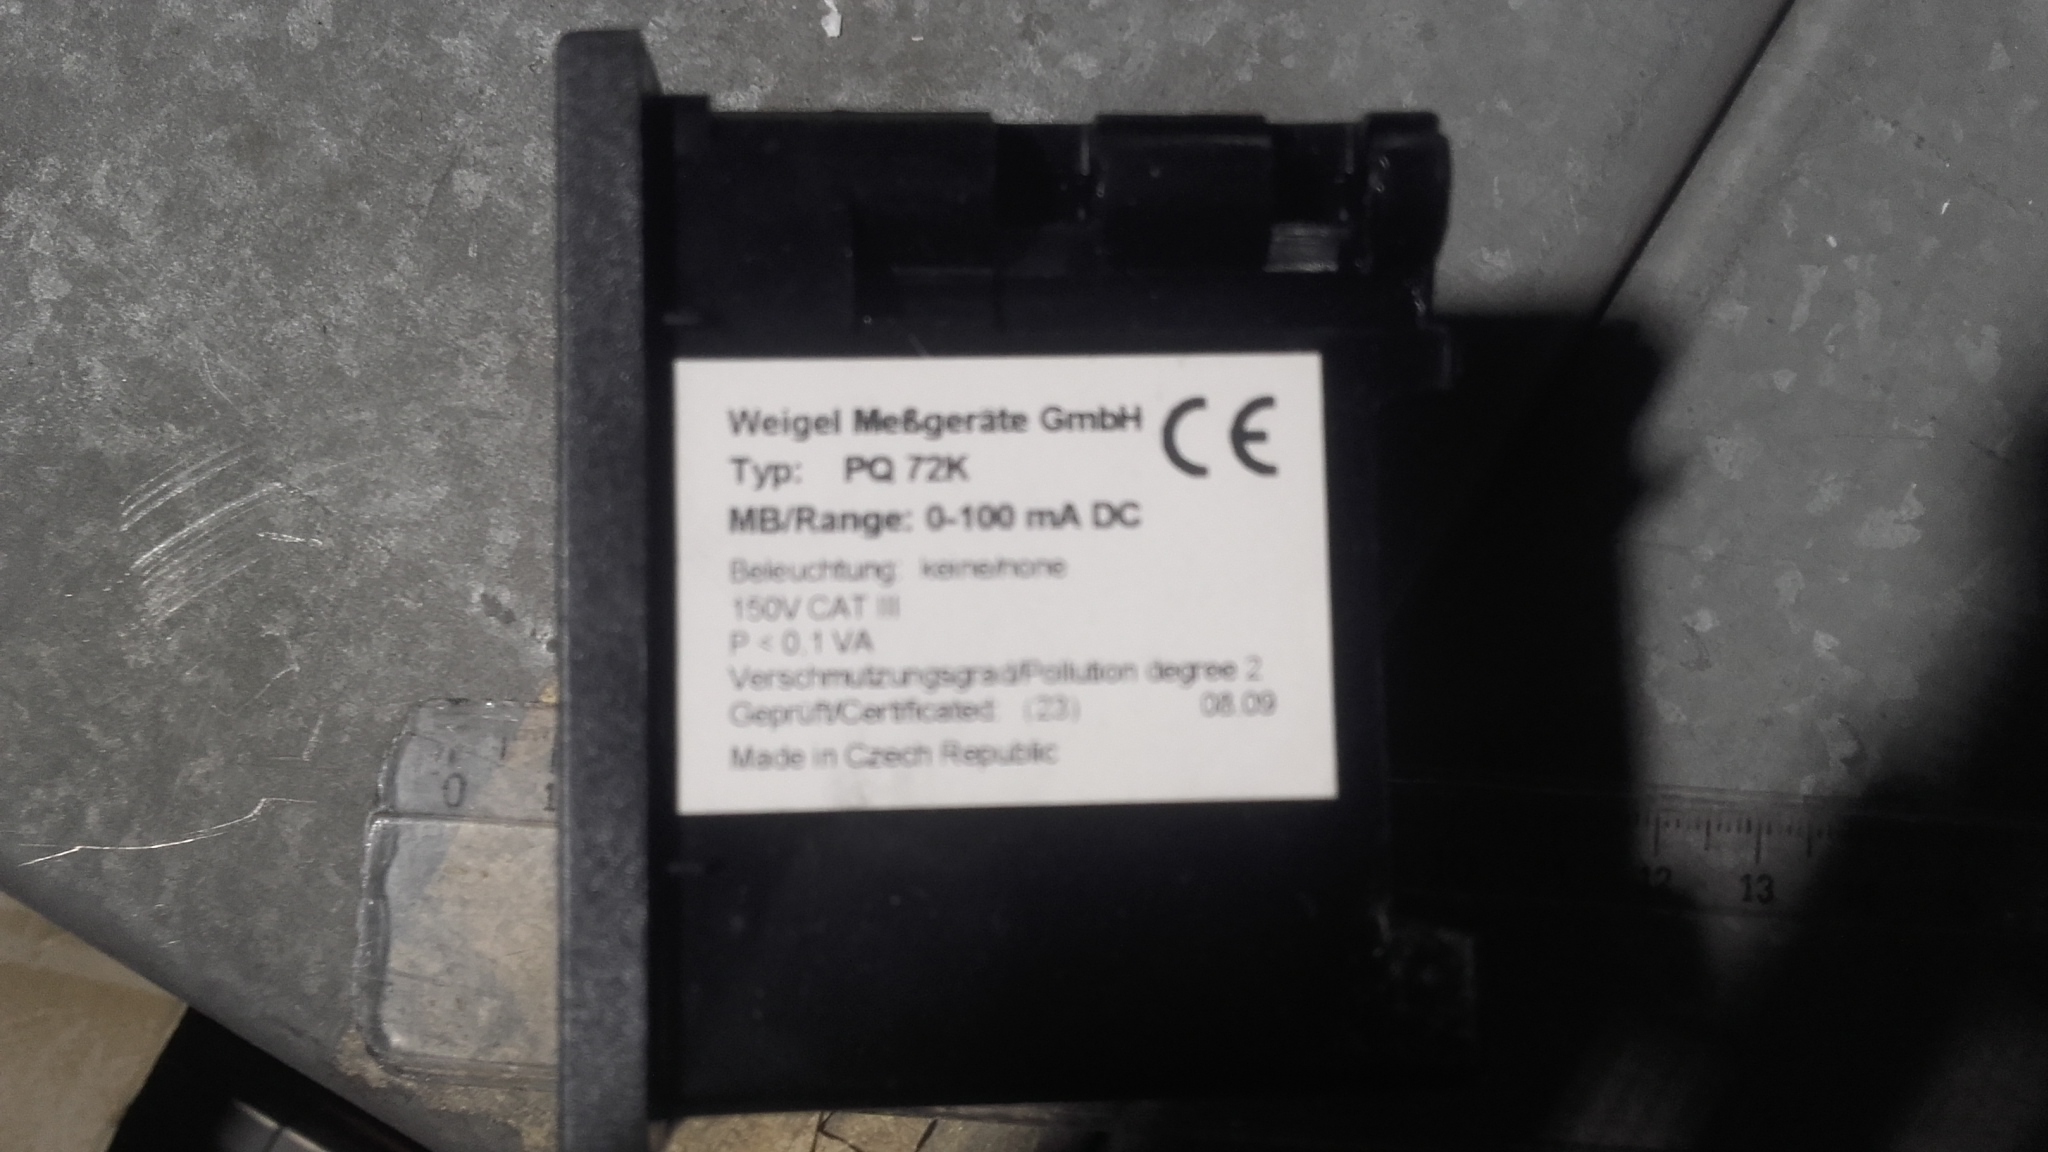 Weigel Meßgeräte GmbH CE
Typ: PQ 72K
MB/Range: 0-100 mA DC
Beleuchtung: keine/none
150V CAT III
P < 0,1 VA
Verschmutzungsgrad/Pollution degree 2
Geprüft/Certificated: (23) 08.09
Made in Czech Republic
0 1
12 13